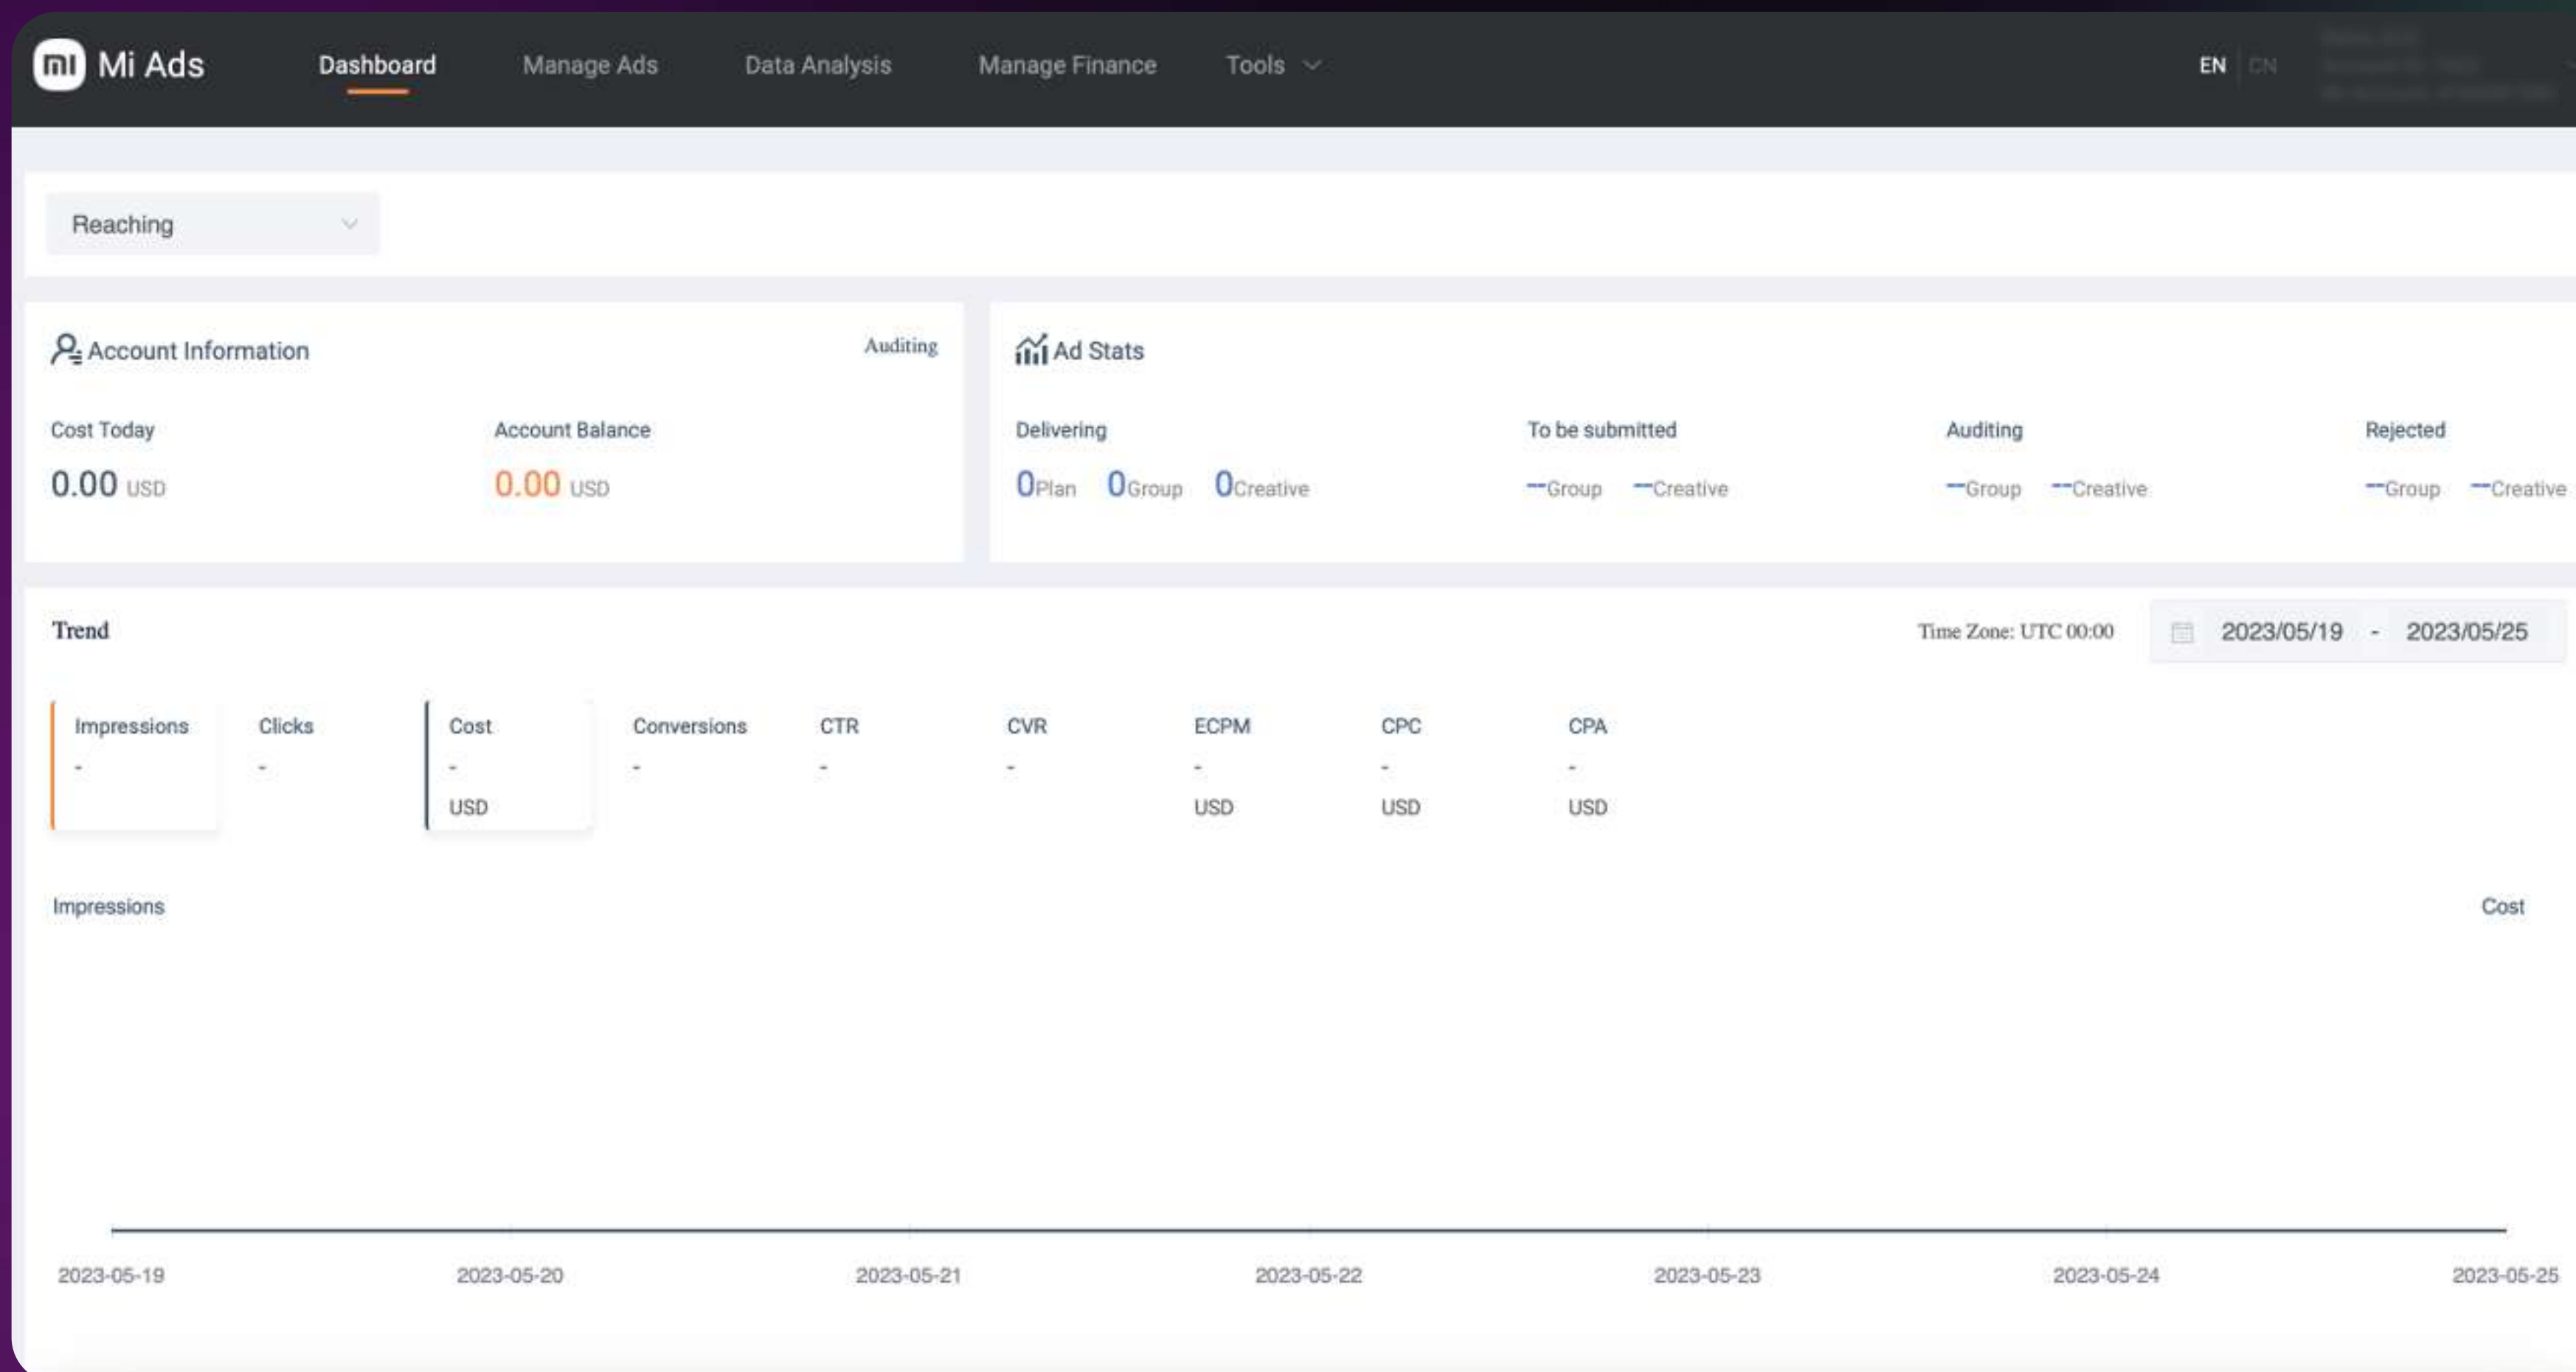 mi Mi Ads Dashboard Manage Ads Data Analysis Manage Finance Tools EN CN
Reaching
Account Information Auditing
Cost Today Account Balance
0.00 USD 0.00 USD
Ad Stats
Delivering To be submitted Auditing Rejected
0Plan 0Group 0Creative --Group --Creative --Group --Creative --Group --Creative
Trend Time Zone: UTC 00:00 2023/05/19 - 2023/05/25
Impressions Clicks Cost Conversions CTR CVR ECPM CPC CPA
- - - - - - - - -
USD USD USD USD
Impressions Cost
2023-05-19 2023-05-20 2023-05-21 2023-05-22 2023-05-23 2023-05-24 2023-05-25